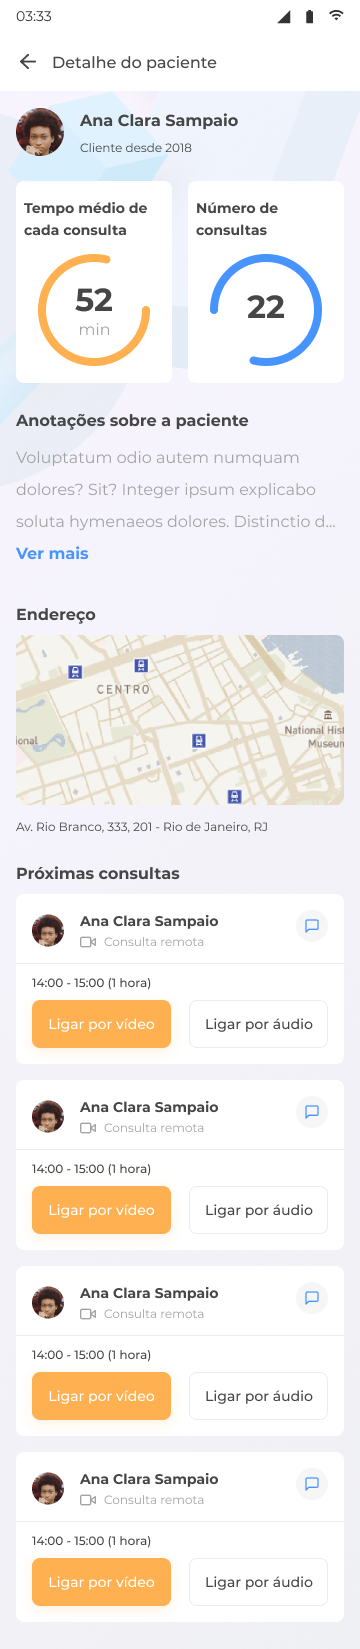 03:33
Detalhe do paciente
Ana Clara Sampaio
Cliente desde 2018
Tempo médio de
cada consulta
52
min
Número de
consultas
22
Anotações sobre a paciente
Voluptatum odio autem numquam
dolores? Sit? Integer ipsum explicabo
soluta hymenaeos dolores. Distinctio d...
Ver mais
Endereço
CENTRO
ional
National Hist
Museum
Av. Rio Branco, 333, 201 - Rio de Janeiro, RJ
Próximas consultas
Ana Clara Sampaio
Consulta remota
14:00 - 15:00 (1 hora)
Ligar por vídeo
Ligar por áudio
Ana Clara Sampaio
Consulta remota
14:00 - 15:00 (1 hora)
Ligar por vídeo
Ligar por áudio
Ana Clara Sampaio
Consulta remota
14:00 - 15:00 (1 hora)
Ligar por vídeo
Ligar por áudio
Ana Clara Sampaio
Consulta remota
14:00 - 15:00 (1 hora)
Ligar por vídeo
Ligar por áudio